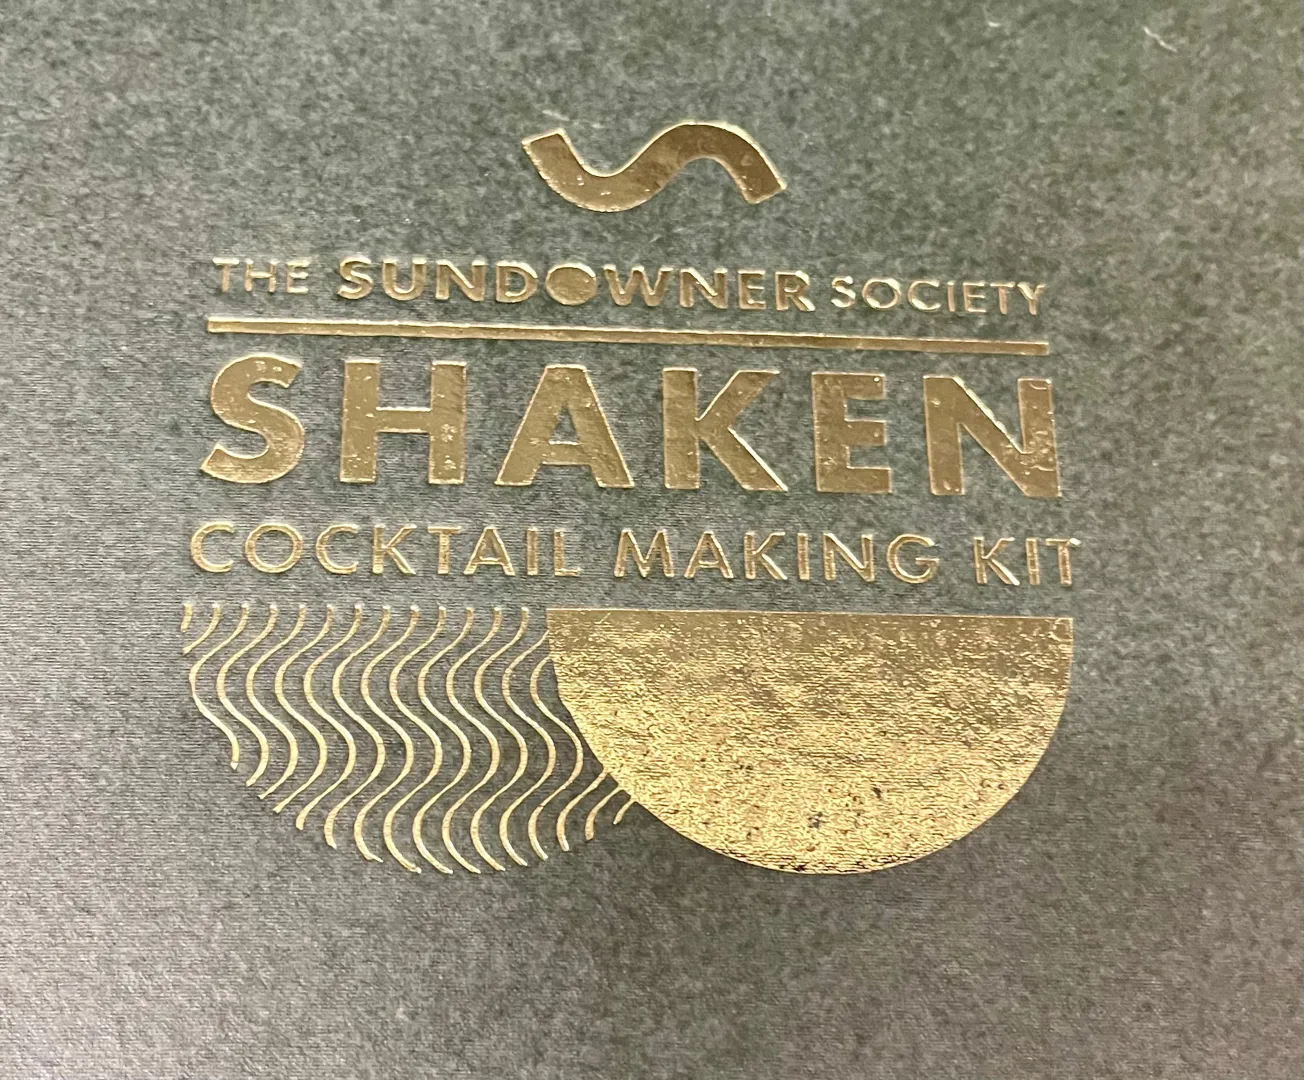 THE SUNDOWNER SOCIETY
SHAKEN
COCKTAIL MAKING KIT